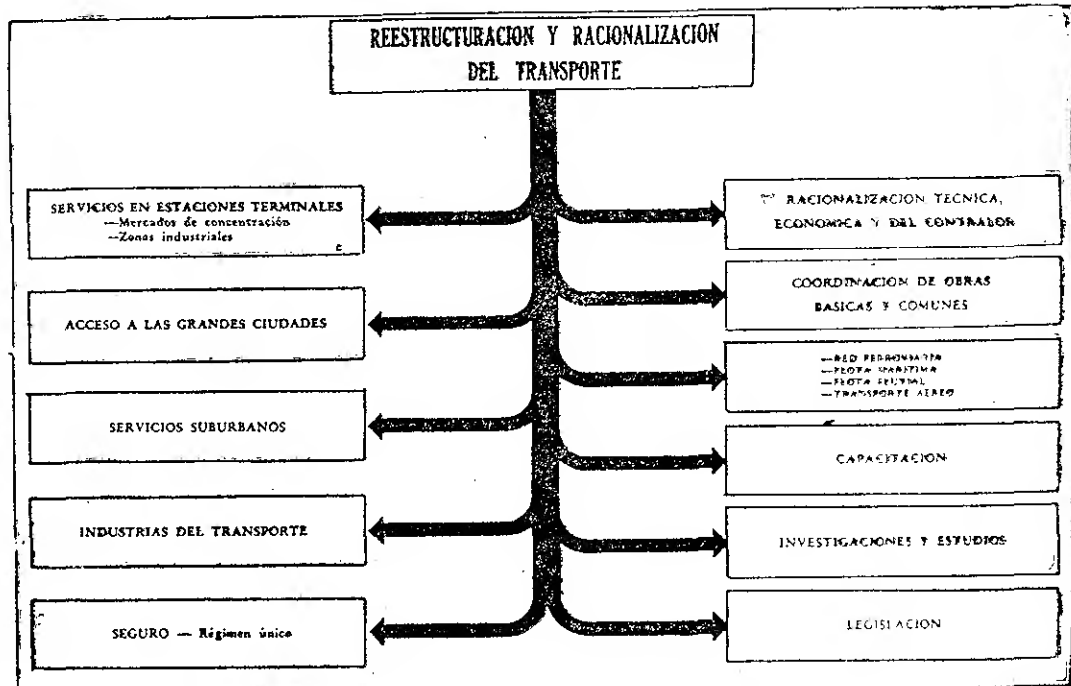 REESTRUCTURACION Y RACIONALIZACION
DEL TRANSPORTE
SERVICIOS EN ESTACIONES TERMINALES
—Mercados de concentración
—Zonas industriales
ACCESO A LAS GRANDES CIUDADES
SERVICIOS SUBURBANOS
INDUSTRIAS DEL TRANSPORTE
SEGURO — Régimen único
RACIONALIZACION TECNICA,
ECONOMICA Y DEL CONTRALOR
COORDINACION DE OBRAS
BASICAS Y COMUNES
—RED FERROVIARIA
—FLOTA MARITIMA
—FLOTA FLUVIAL
—TRANSPORTE AEREO
CAPACITACION
INVESTIGACIONES Y ESTUDIOS
LEGISLACION